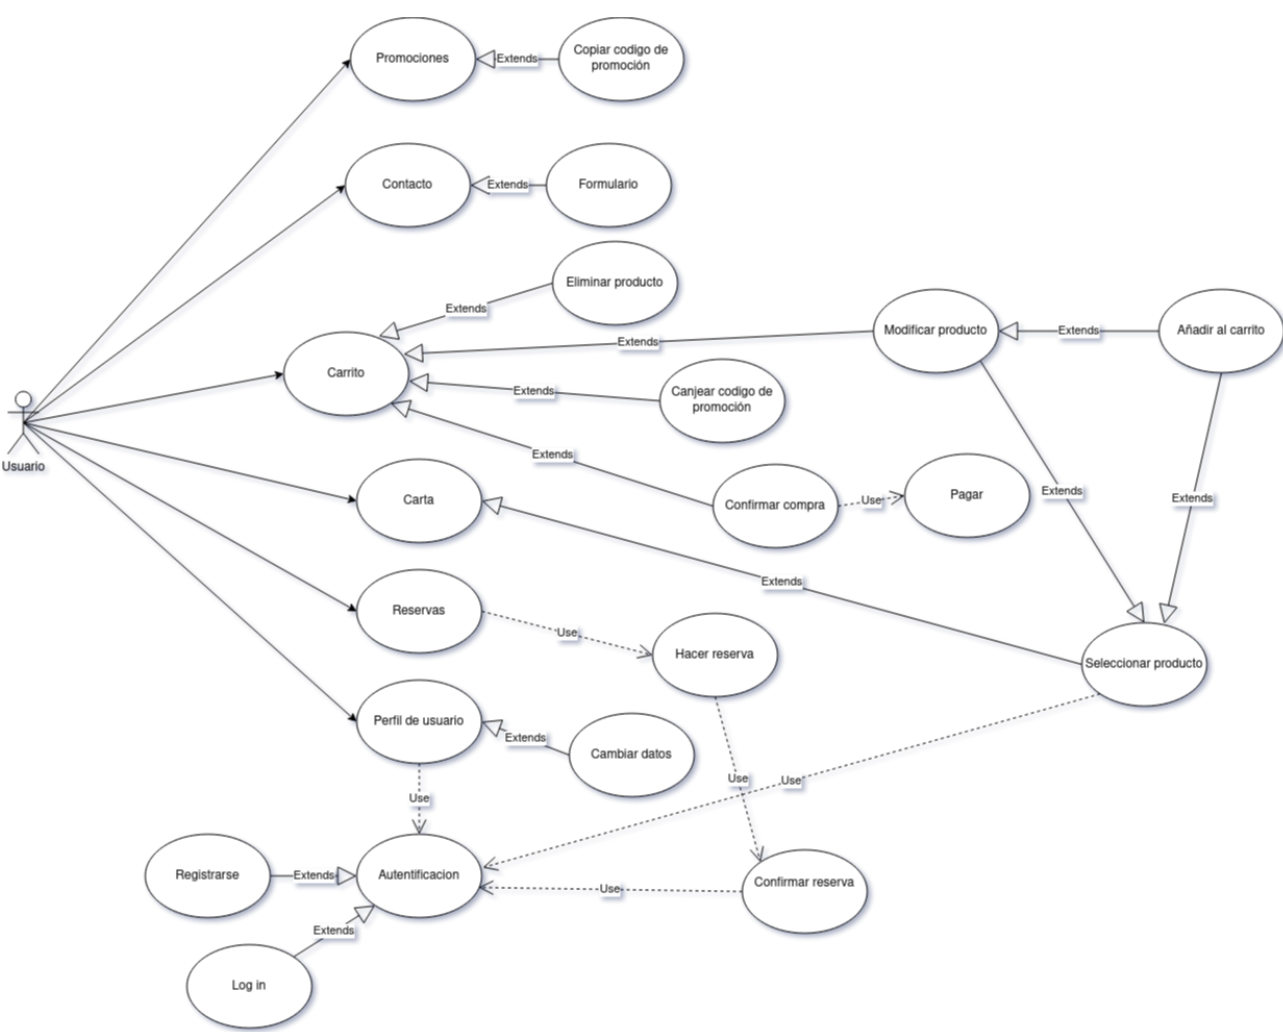 Promociones
Extends
Copiar codigo de
promoción
Contacto
Extends
Formulario
Eliminar producto
Extends
Modificar producto
Extends
Añadir al carrito
Extends
Carrito
Extends
Canjear codigo de
promoción
Usuario
Extends
Carta
Confirmar compra
Use
Pagar
Extends
Extends
Extends
Reservas
Use
Hacer reserva
Seleccionar producto
Perfil de usuario
Extends
Cambiar datos
Use
Use
Use
Registrarse
Extends
Autentificacion
Use
Confirmar reserva
Extends
Log in